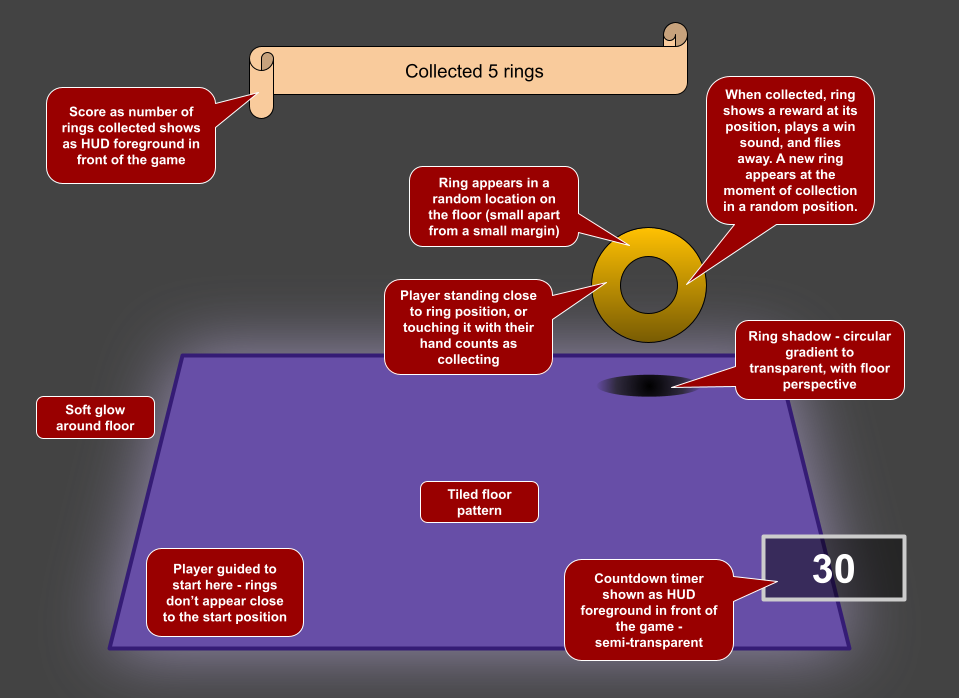 Collected 5 rings
Score as number of
rings collected shows
as HUD foreground in
front of the game
When collected, ring
shows a reward at its
position, plays a win
sound, and flies
away. A new ring
appears at the
moment of collection
in a random position.
Ring appears in a
random location on
the floor (small apart
from a small margin)
Player standing close
to ring position, or
touching it with their
hand counts as
collecting
Ring shadow - circular
gradient to
transparent, with floor
perspective
Soft glow
around floor
Tiled floor
pattern
Player guided to
start here - rings
don't appear close
to the start position
Countdown timer
shown as HUD
foreground in front of
the game -
semi-transparent
30